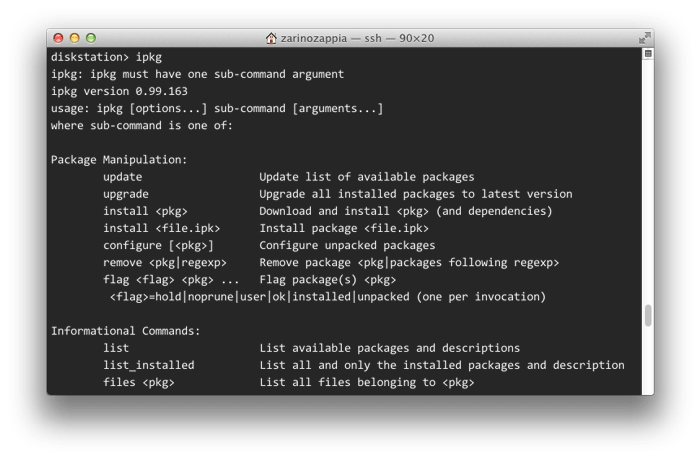 zarinozappia — ssh — 90×20
diskstation> ipkg
ipkg: ipkg must have one sub-command argument
ipkg version 0.99.163
usage: ipkg [options...] sub-command [arguments...]
where sub-command is one of:
Package Manipulation:
update Update list of available packages
upgrade Upgrade all installed packages to latest version
install <pkg> Download and install <pkg> (and dependencies)
install <file.ipk> Install package <file.ipk>
configure [<pkg>] Configure unpacked packages
remove <pkg|regexp> Remove package <pkg|packages following regexp>
flag <flag> <pkg> ... Flag package(s) <pkg>
<flag>=hold|noprune|user|ok|installed|unpacked (one per invocation)
Informational Commands:
list List available packages and descriptions
list_installed List all and only the installed packages and description
files <pkg> List all files belonging to <pkg>